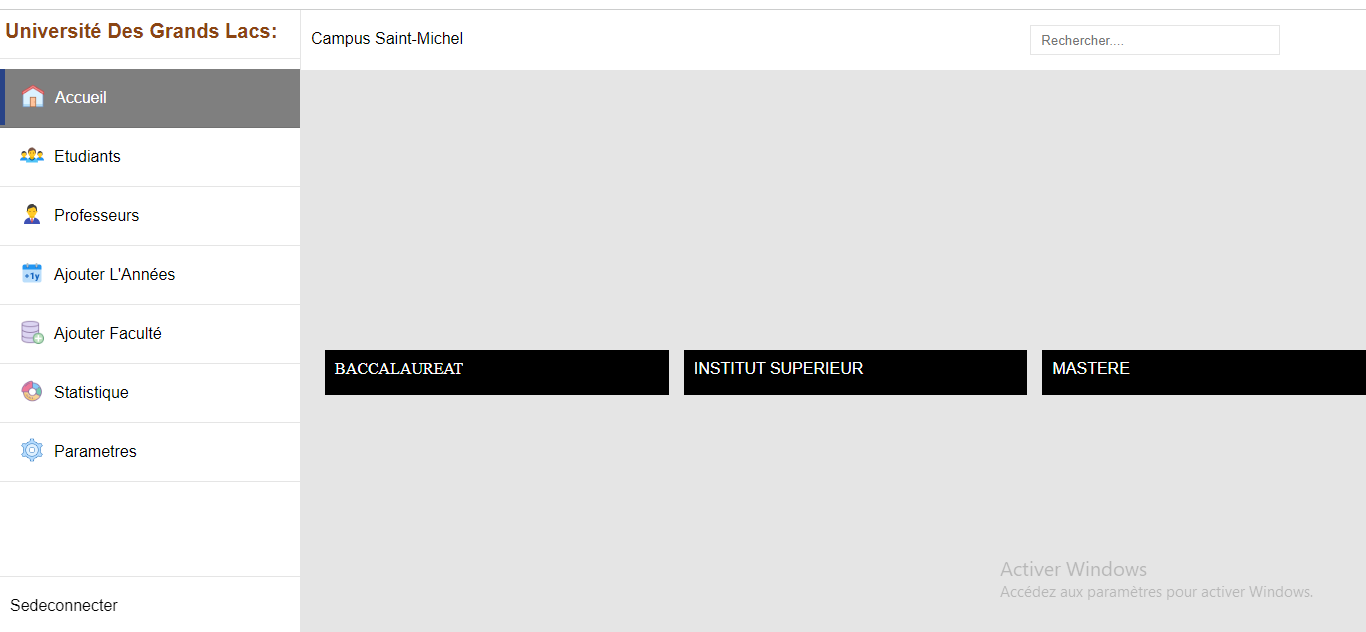 Université Des Grands Lacs:
Campus Saint-Michel
Rechercher....
Accueil
Etudiants
Professeurs
+1y
Ajouter L'Années
Ajouter Faculté
Statistique
Parametres
BACCALAUREAT
INSTITUT SUPERIEUR
MASTERE
Activer Windows
Accédez aux paramètres pour activer Windows.
Sedeconnecter